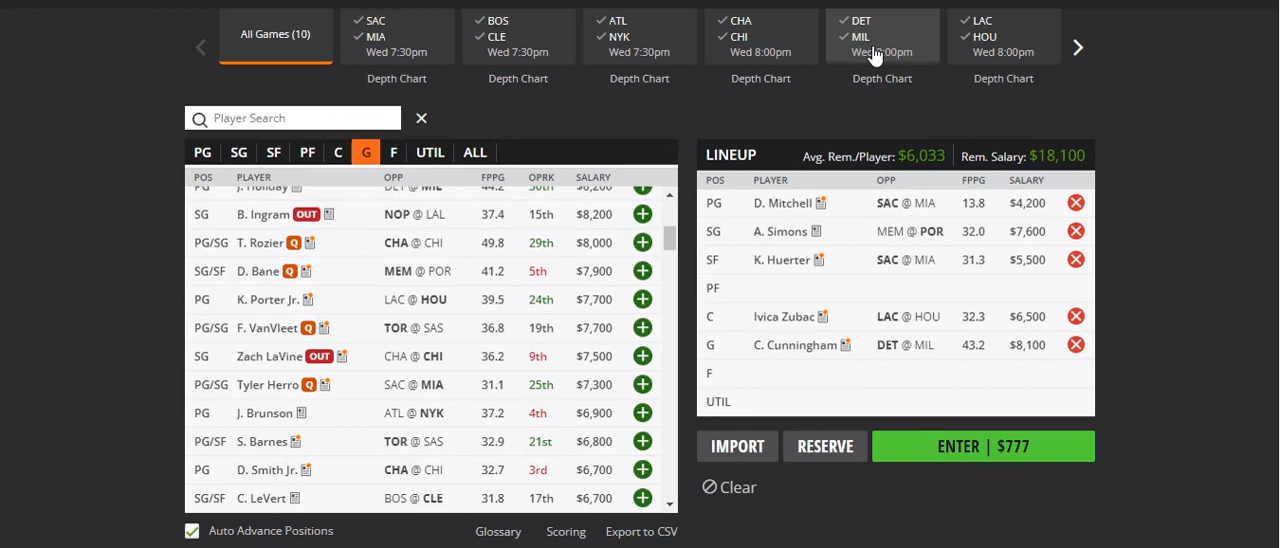 All Games (10)
SAC
MIA
Wed 7:30pm
Depth Chart
BOS
CLE
Wed 7:30pm
Depth Chart
ATL
NYK
Wed 7:30pm
Depth Chart
CHA
CHI
Wed 8:00pm
Depth Chart
DET
MIL
Depth Chart
LAC
HOU
Wed 8:00pm
Depth Chart
Player Search
PG SG SF PF C G F UTIL ALL
POS PLAYER OPP FPPG OPRK SALARY
PG J. Holiday DET @ MIL 44.2 30th $8,200
SG B. Ingram OUT NOP @ LAL 37.4 15th $8,200
PG/SG T. Rozier Q CHA @ CHI 49.8 29th $8,000
SG/SF D. Bane Q MEM @ POR 41.2 5th $7,900
PG K. Porter Jr. LAC @ HOU 39.5 24th $7,700
PG/SG F. VanVleet Q TOR @ SAS 36.8 19th $7,700
SG Zach LaVine OUT CHA @ CHI 36.2 9th $7,500
PG/SG Tyler Herro Q SAC @ MIA 31.1 25th $7,300
PG J. Brunson ATL @ NYK 37.2 4th $6,900
PG/SF S. Barnes TOR @ SAS 32.9 21st $6,800
PG D. Smith Jr. CHA @ CHI 32.7 3rd $6,700
SG/SF C. LeVert BOS @ CLE 31.8 17th $6,700
Auto Advance Positions Glossary Scoring Export to CSV
LINEUP Avg. Rem./Player: $6,033 Rem. Salary: $18,100
POS PLAYER OPP FPPG SALARY
PG D. Mitchell SAC @ MIA 13.8 $4,200
SG A. Simons MEM @ POR 32.0 $7,600
SF K. Huerter SAC @ MIA 31.3 $5,500
PF
C Ivica Zubac LAC @ HOU 32.3 $6,500
G C. Cunningham DET @ MIL 43.2 $8,100
F
UTIL
IMPORT RESERVE ENTER | $777
Clear